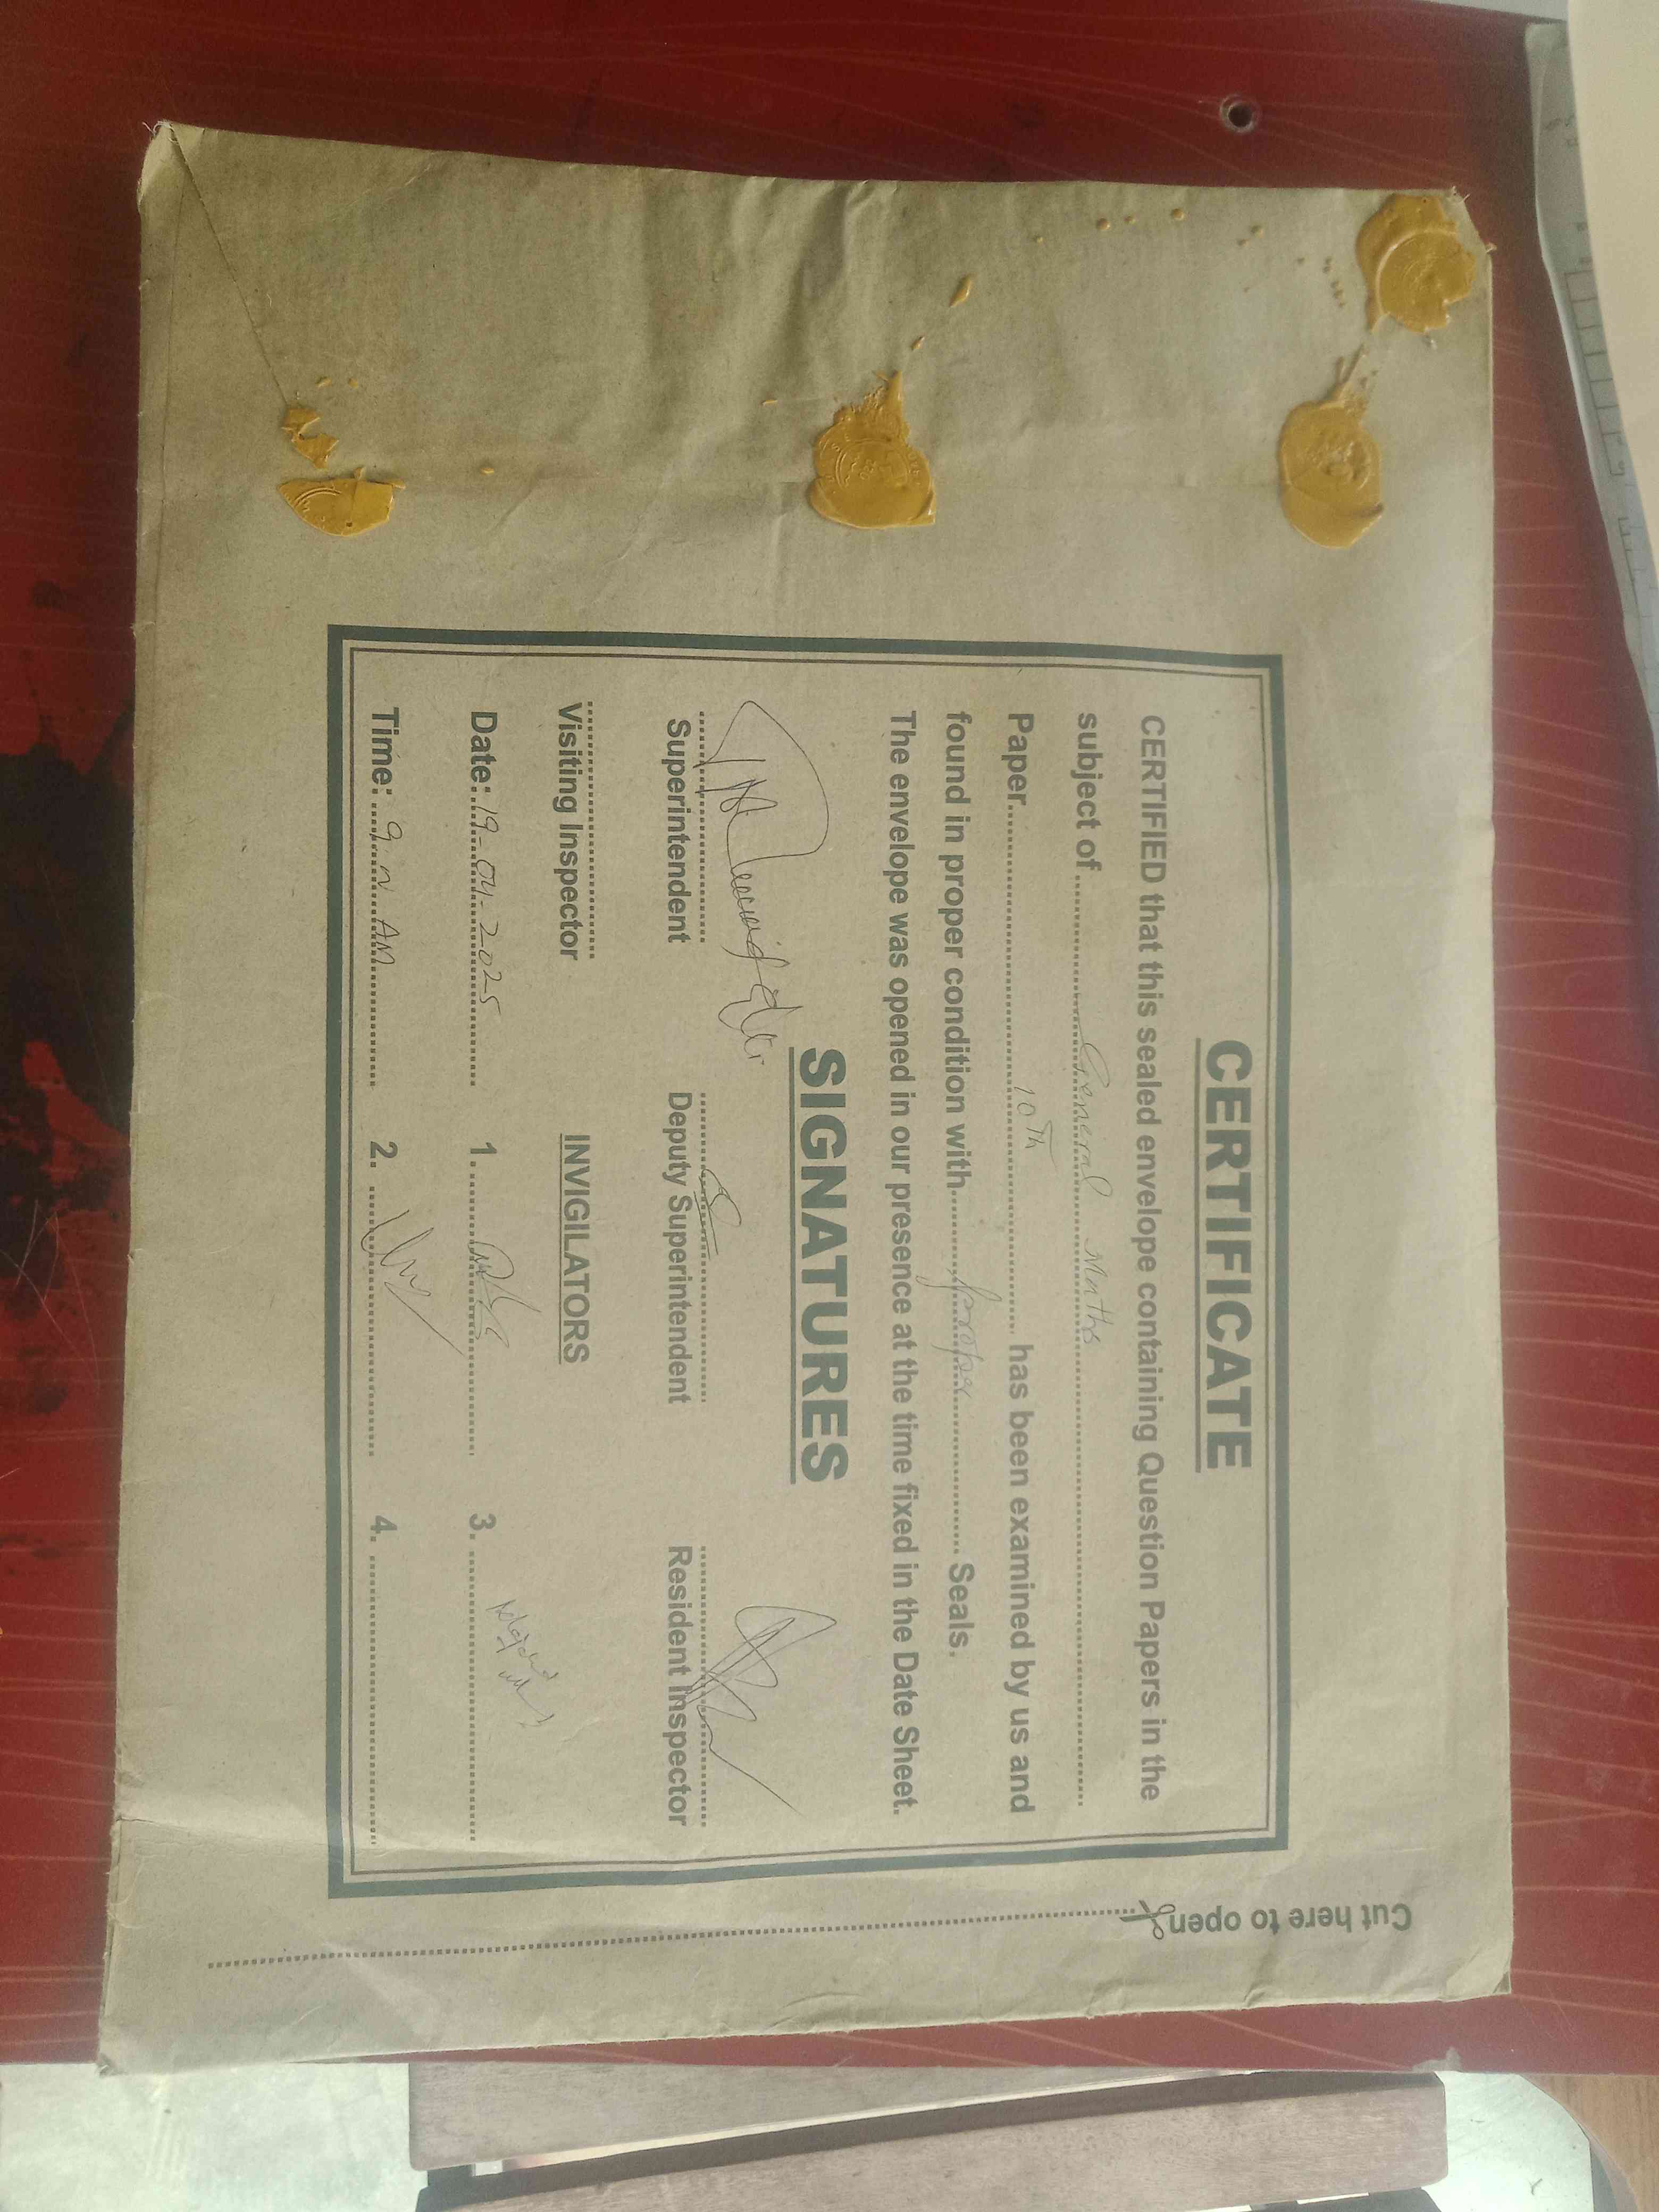 CERTIFICATE
CERTIFIED that this sealed envelope containing Question Papers in the
subject of ........ General Maths ........
Paper ........ 10th ........ has been examined by us and
found in proper condition with ........ proper ........ Seals.
The envelope was opened in our presence at the time fixed in the Date Sheet.
SIGNATURES
Superintendent Deputy Superintendent Resident Inspector
Visiting Inspector INVIGILATORS
Date: 19-04-2025 1. 3.
Time: AM 2. 4.
Cut here to open